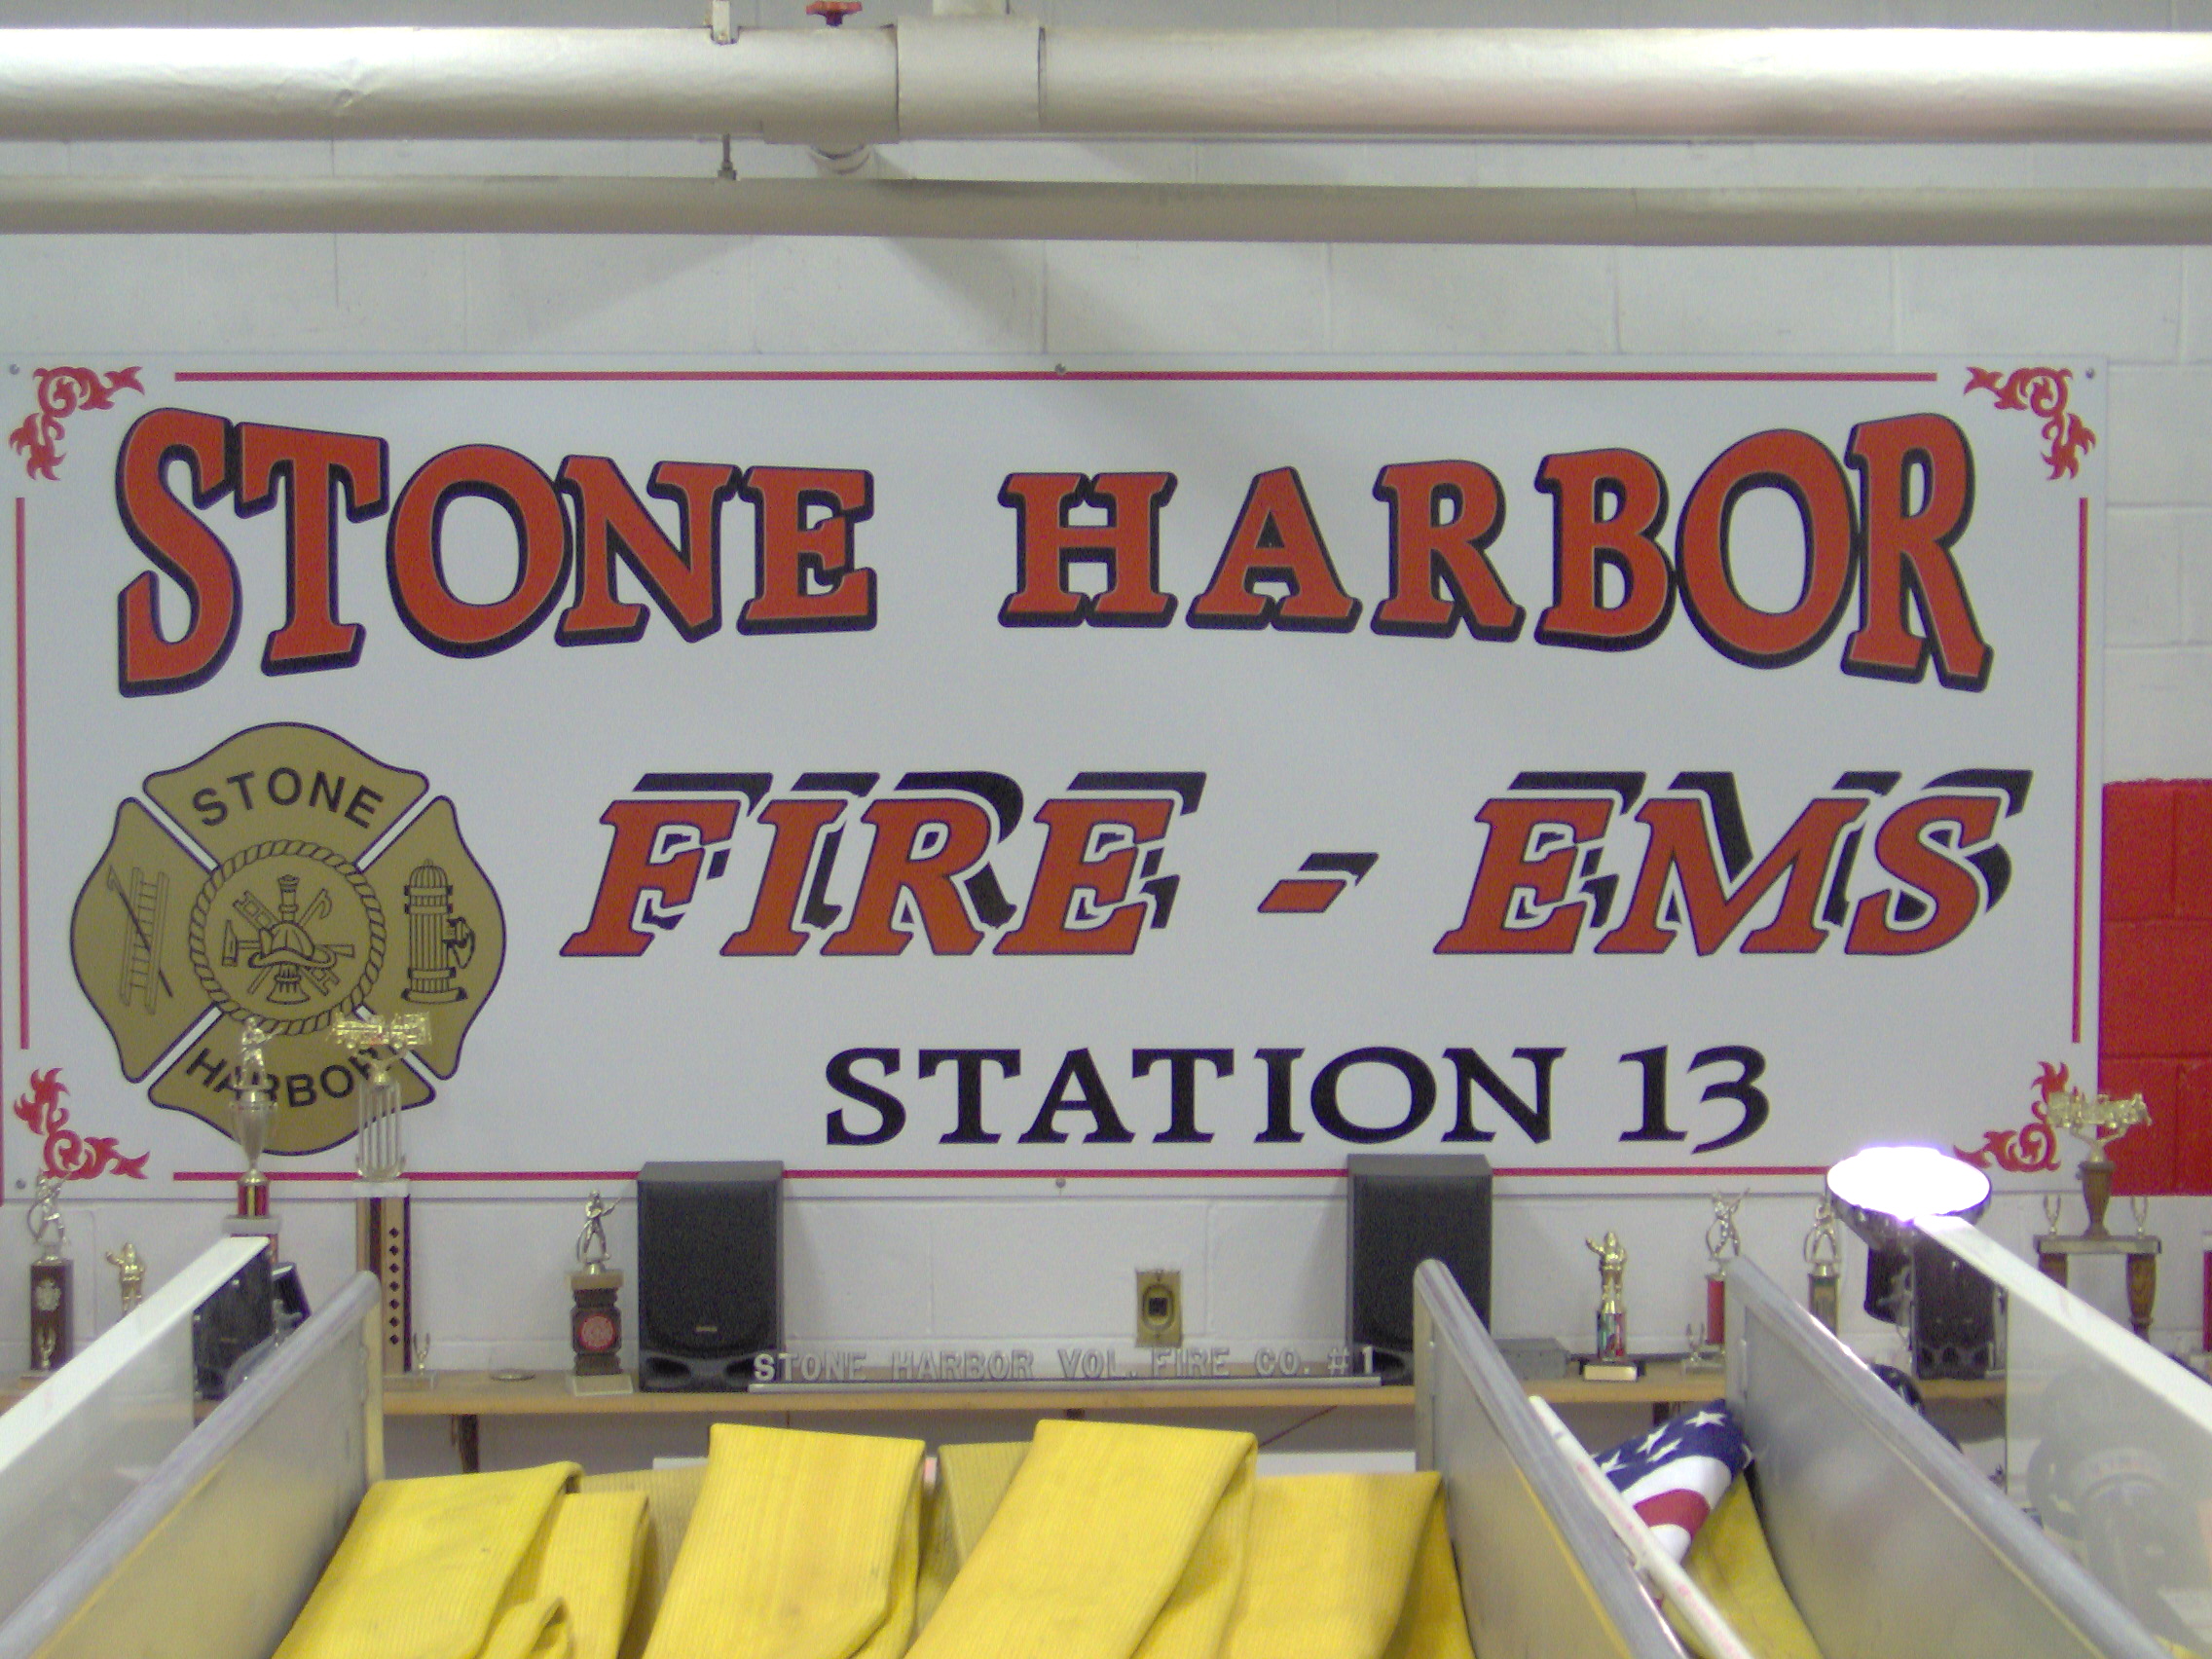 STONE HARBOR
FIRE - EMS
STATION 13
STONE
HARBOR
STONE HARBOR VOL. FIRE CO. #1